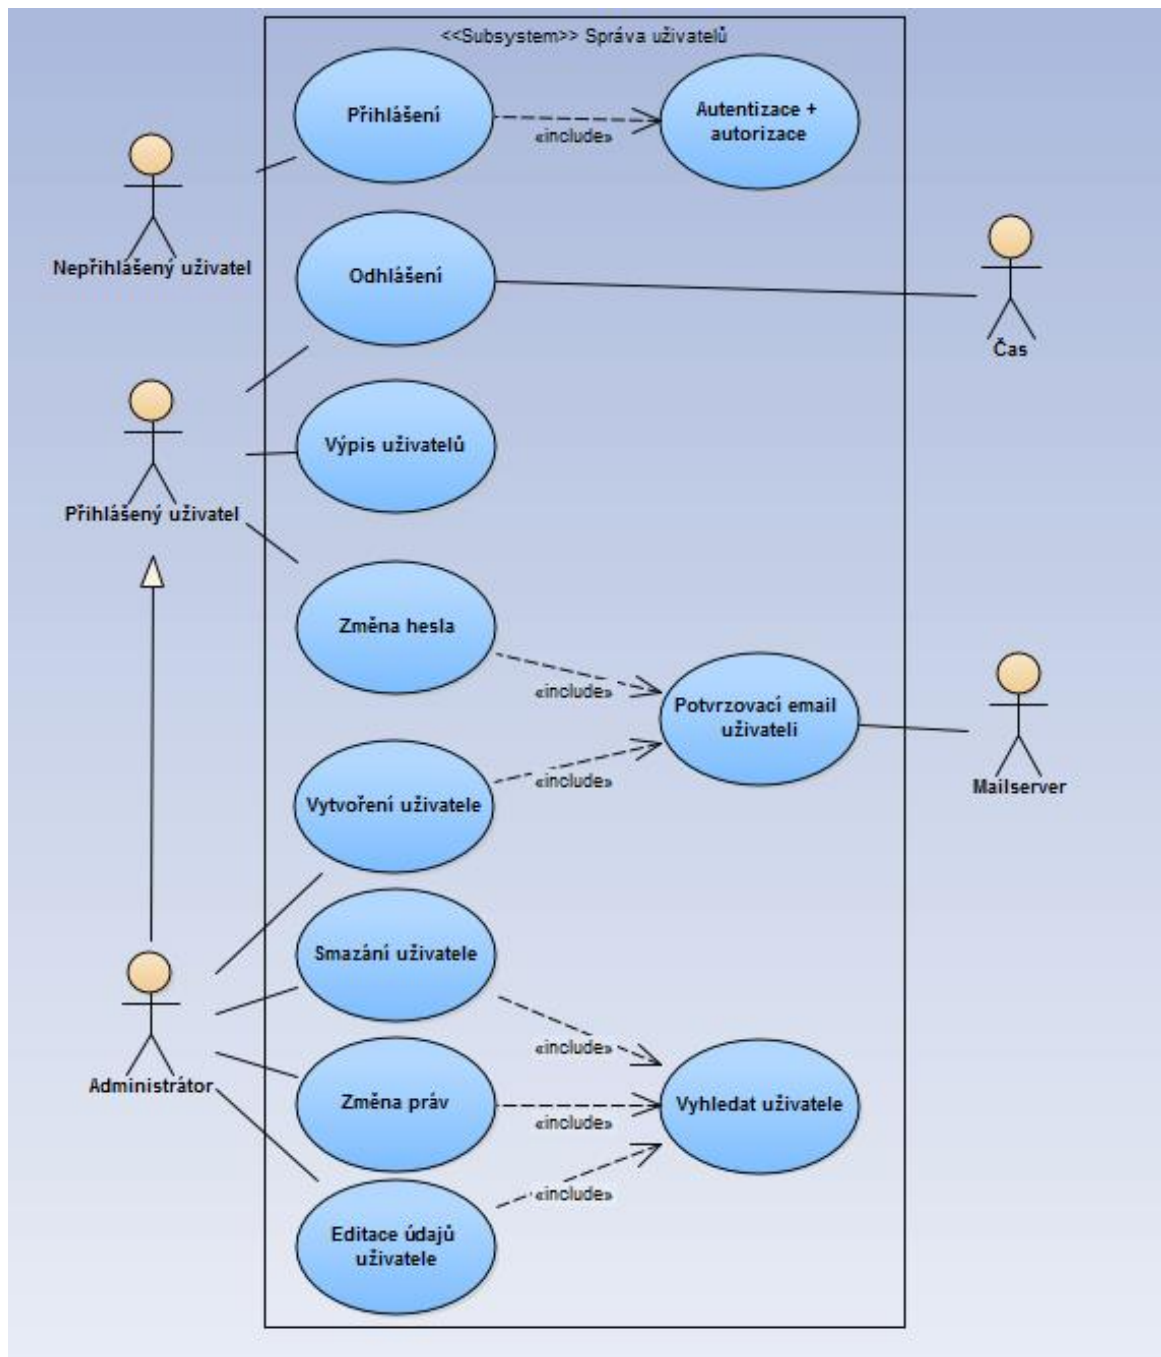 <<Subsystem>> Správa uživatelů
Přihlášení
Autentizace +
autorizace
«include»
Nepřihlášený uživatel
Odhlášení
Čas
Výpis uživatelů
Přihlášený uživatel
Změna hesla
«include»
Potvrzovací email
uživateli
Mailserver
«include»
Vytvoření uživatele
Smazání uživatele
«include»
Administrátor
Změna práv
Vyhledat uživatele
«include»
«include»
Editace údajů
uživatele